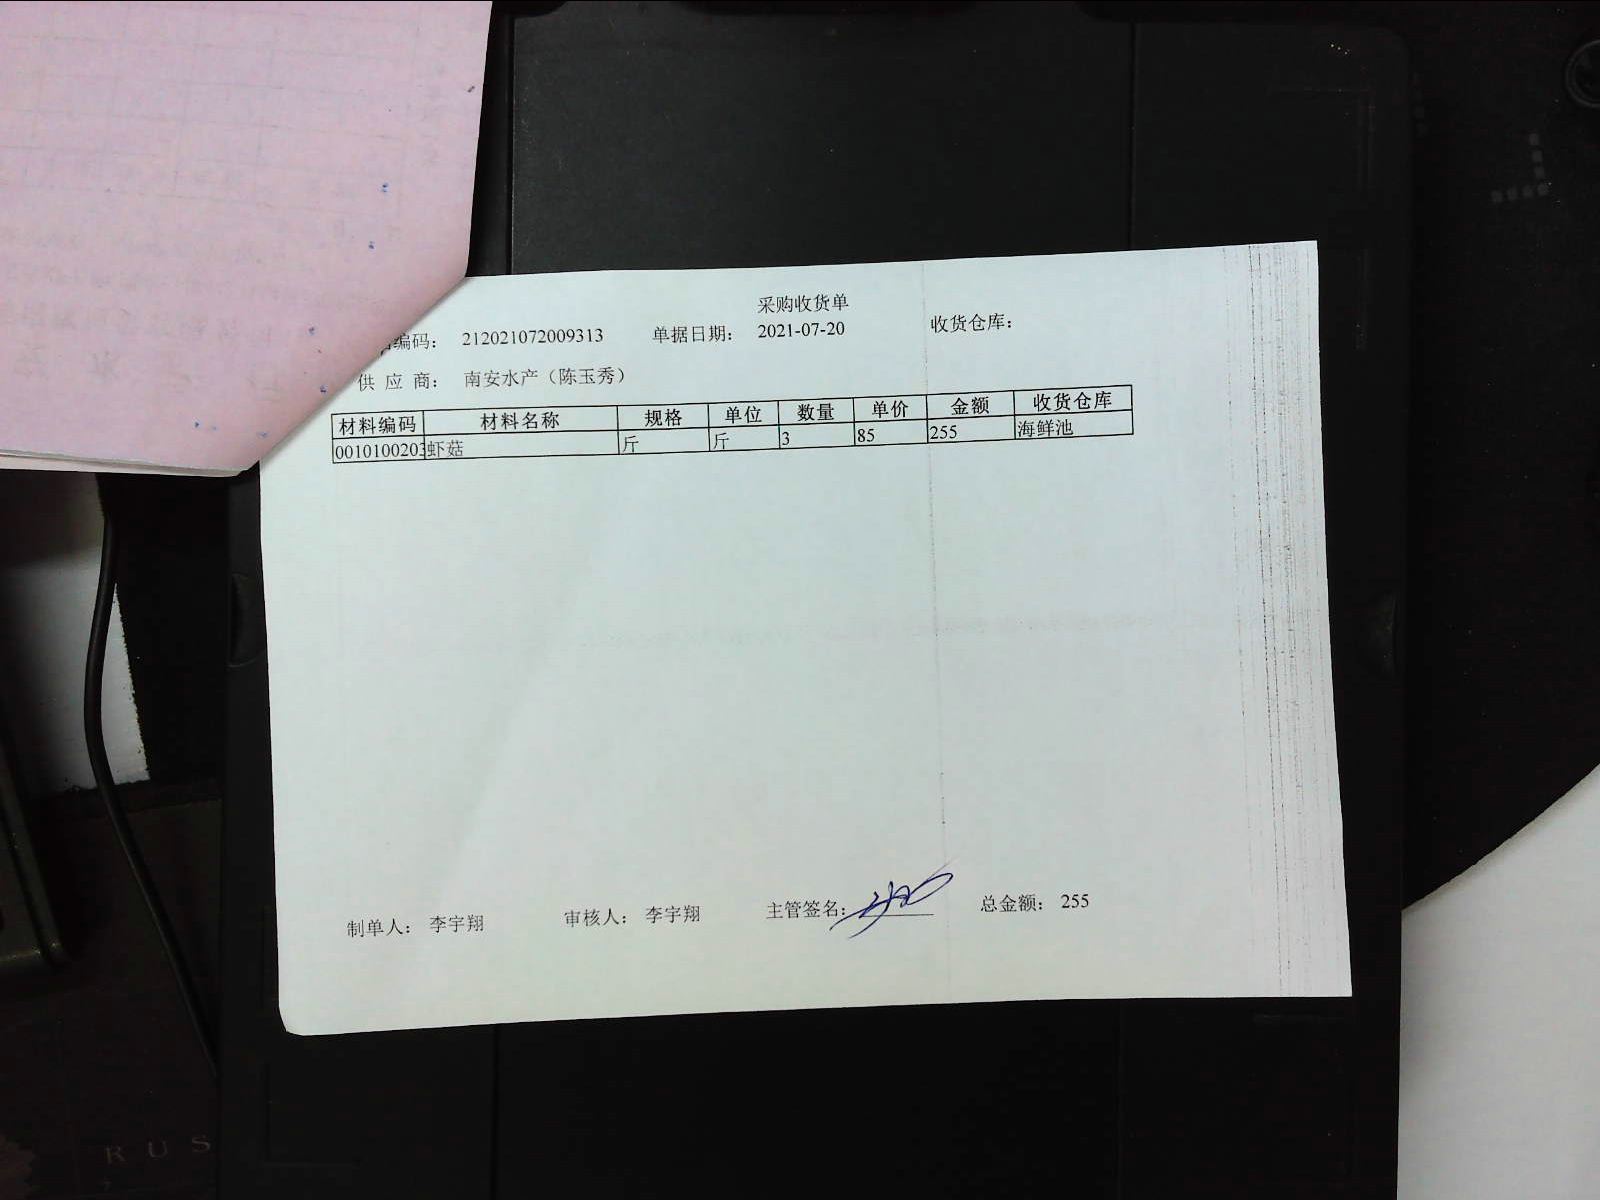 采购收货单
编码： 212021072009313 单据日期： 2021-07-20 收货仓库：
供 应 商： 南安水产（陈玉秀）
材料编码 材料名称 规格 单位 数量 单价 金额 收货仓库
0010100203 虾菇 斤 斤 3 85 255 海鲜池
制单人： 李宇翔 审核人： 李宇翔 主管签名： 总金额： 255
RUS